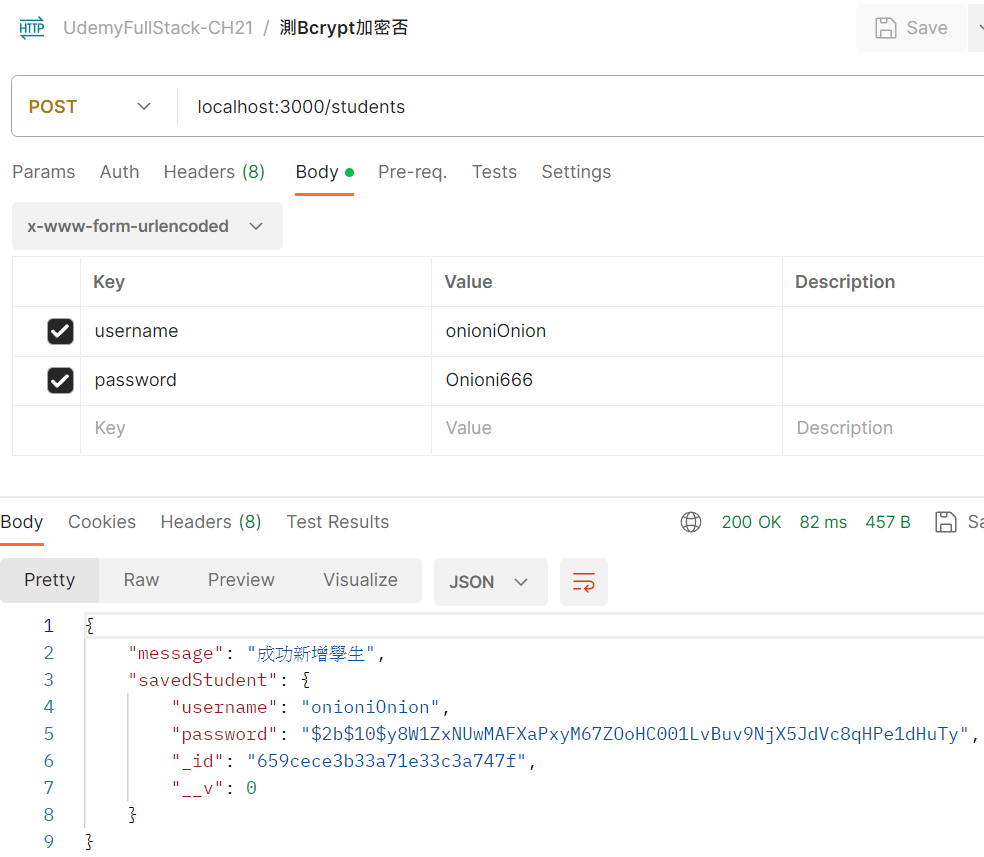 HTTP UdemyFullStack-CH21 / 測Bcrypt加密否 Save
POST localhost:3000/students
Params Auth Headers (8) Body Pre-req. Tests Settings
x-www-form-urlencoded
Key Value Description
username onioniOnion
password Onioni666
Key Value Description
Body Cookies Headers (8) Test Results 200 OK 82 ms 457 B Sa
Pretty Raw Preview Visualize JSON
1 {
2 "message": "成功新增學生",
3 "savedStudent": {
4 "username": "onioniOnion",
5 "password": "$2b$10$y8W1ZxNUwMAFXaPxyM67ZOoHC001LvBuv9NjX5JdVc8qHPe1dHuTy",
6 "_id": "659cece3b33a71e33c3a747f",
7 "__v": 0
8 }
9 }